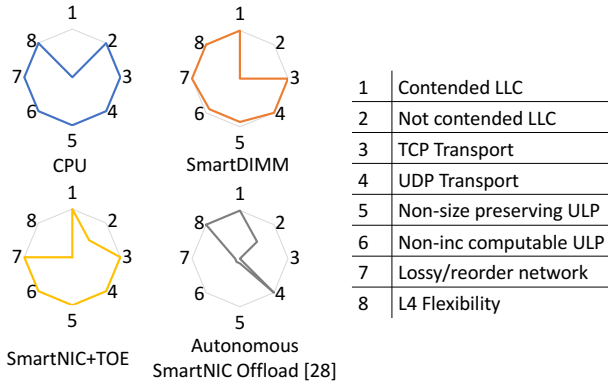 1
8 2
7 3
6 4
5
CPU
1
8 2
7 3
6 4
5
SmartDIMM
1
8 2
7 3
6 4
5
SmartNIC+TOE
1
8 2
7 3
6 4
5
Autonomous
SmartNIC Offload [28]
1 Contended LLC
2 Not contended LLC
3 TCP Transport
4 UDP Transport
5 Non-size preserving ULP
6 Non-inc computable ULP
7 Lossy/reorder network
8 L4 Flexibility